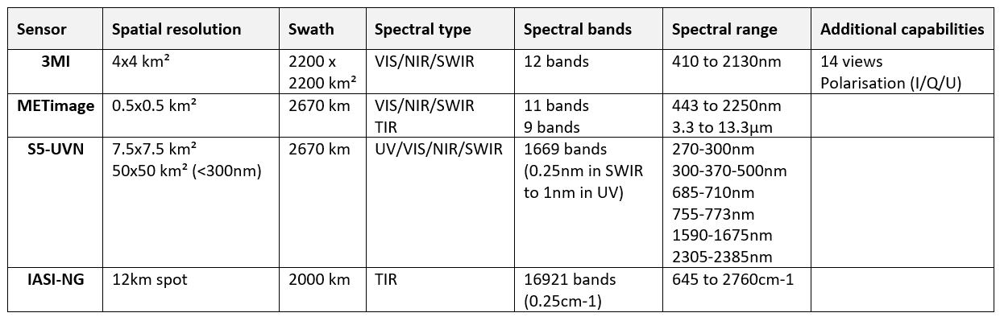 Sensor Spatial resolution Swath Spectral type Spectral bands Spectral range Additional capabilities
3MI 4x4 km² 2200 x VIS/NIR/SWIR 12 bands 410 to 2130nm 14 views
2200 km² Polarisation (I/Q/U)
METimage 0.5x0.5 km² 2670 km VIS/NIR/SWIR 11 bands 443 to 2250nm
TIR 9 bands 3.3 to 13.3µm
S5-UVN 7.5x7.5 km² 2670 km UV/VIS/NIR/SWIR 1669 bands 270-300nm
50x50 km² (<300nm) (0.25nm in SWIR 300-370-500nm
to 1nm in UV) 685-710nm
755-773nm
1590-1675nm
2305-2385nm
IASI-NG 12km spot 2000 km TIR 16921 bands 645 to 2760cm-1
(0.25cm-1)